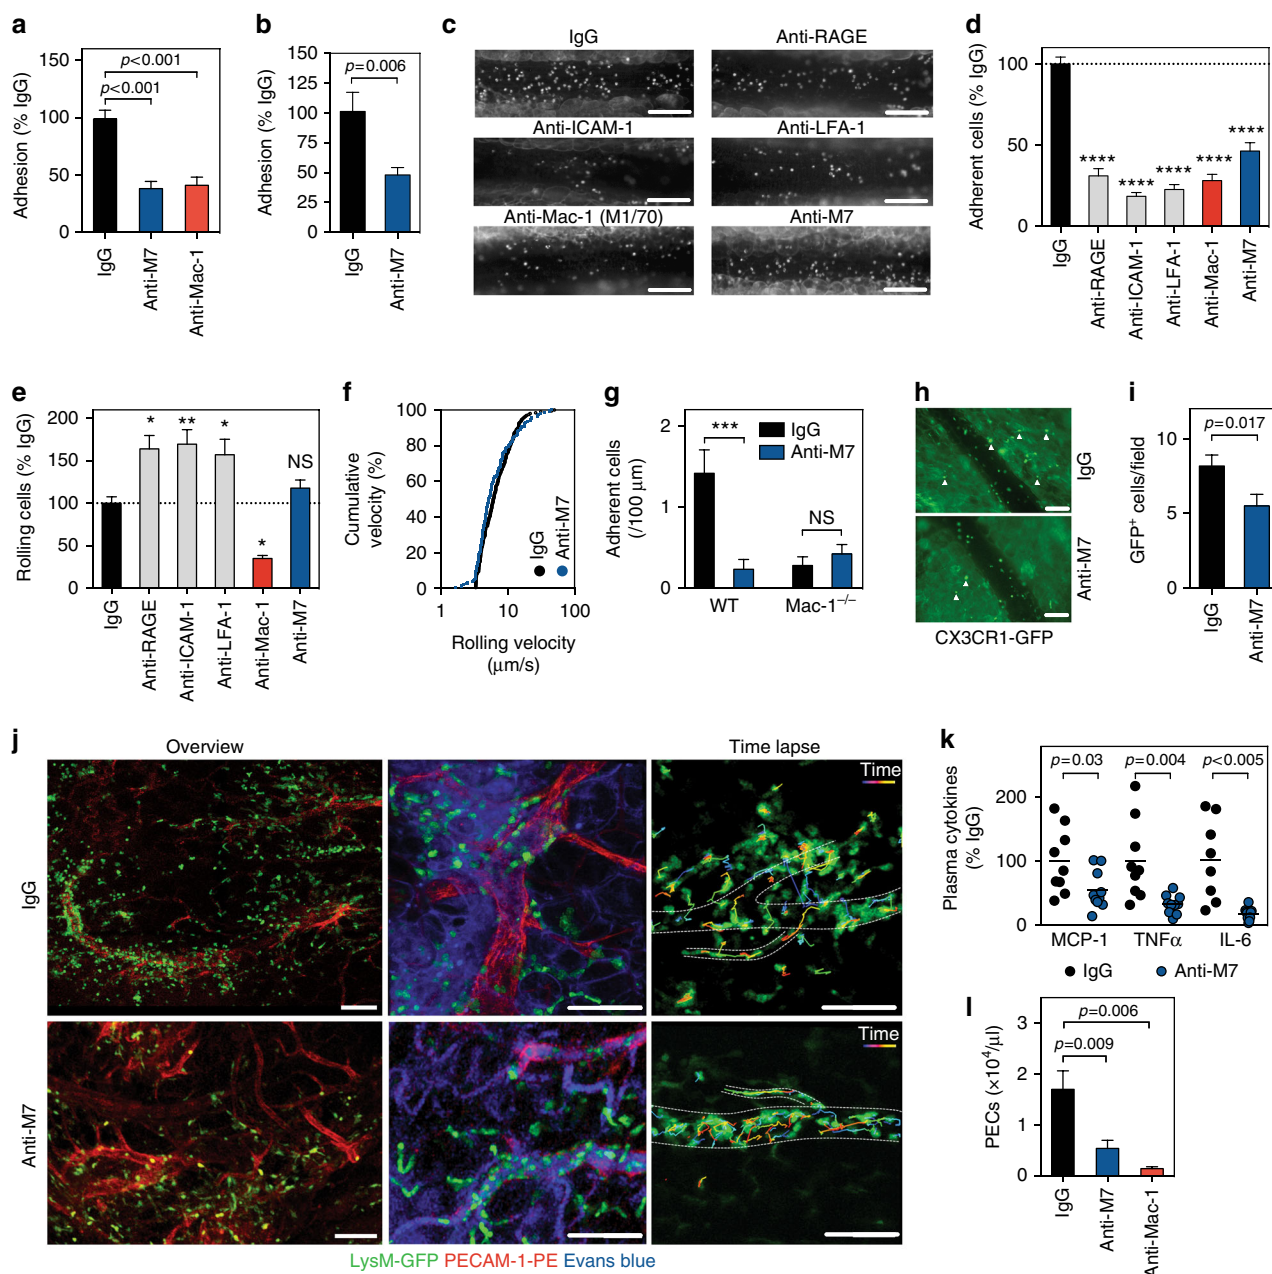 a
Adhesion (% IgG)
150
100
50
0
p<0.001
p<0.001
IgG
Anti-M7
Anti-Mac-1
b
Adhesion (% IgG)
150
125
100
75
50
25
0
p=0.006
IgG
Anti-M7
c
IgG
Anti-RAGE
Anti-ICAM-1
Anti-LFA-1
Anti-Mac-1 (M1/70)
Anti-M7
d
Adherent cells (% IgG)
100
50
0
****
****
****
****
****
IgG
Anti-RAGE
Anti-ICAM-1
Anti-LFA-1
Anti-Mac-1
Anti-M7
e
Rolling cells (% IgG)
200
150
100
50
0
*
**
*
*
NS
IgG
Anti-RAGE
Anti-ICAM-1
Anti-LFA-1
Anti-Mac-1
Anti-M7
f
Cumulative
velocity (%)
100
80
60
40
20
0
IgG
Anti-M7
1
10
100
Rolling velocity
(μm/s)
g
Adherent cells
(/100 μm)
2
1
0
***
IgG
Anti-M7
NS
WT
Mac-1−/−
h
IgG
Anti-M7
CX3CR1-GFP
i
GFP+ cells/field
10
5
0
p=0.017
IgG
Anti-M7
j
Overview
Time lapse
IgG
Time
Anti-M7
Time
LysM-GFP PECAM-1-PE Evans blue
k
Plasma cytokines
(% IgG)
200
100
0
p=0.03
p=0.004
p<0.005
MCP-1
TNFα
IL-6
IgG
Anti-M7
l
PECs (×10⁴/μl)
3
2
1
0
p=0.006
p=0.009
IgG
Anti-M7
Anti-Mac-1